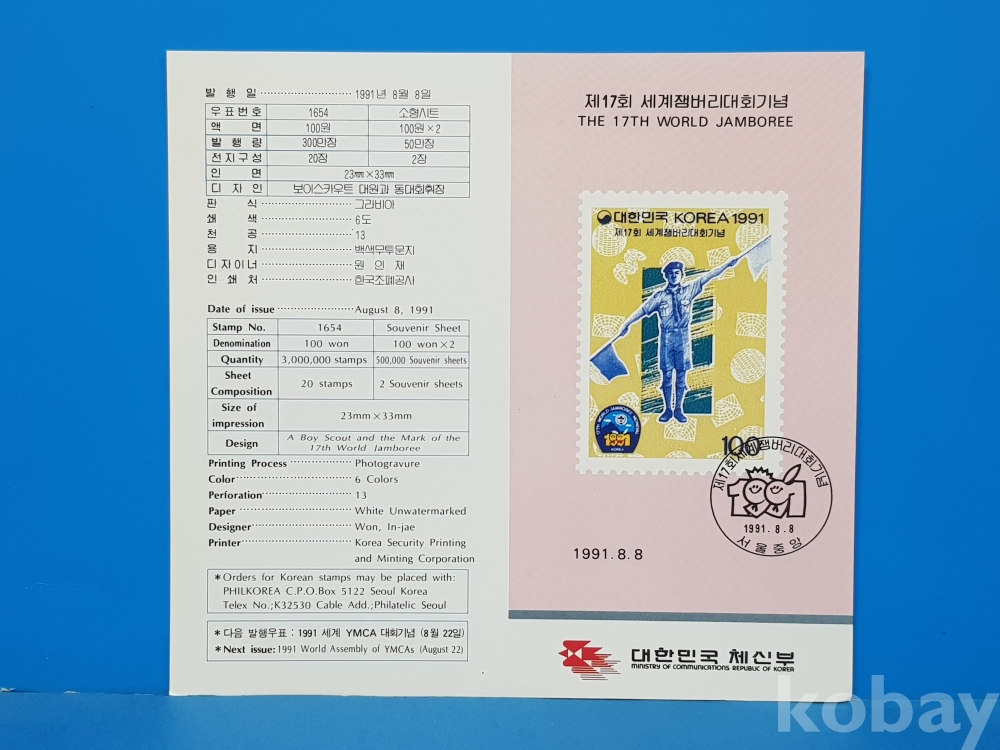 발 행 일 ························ 1991년 8월 8일
우 표 번 호 1654 소형시트
액 면 100원 100원×2
발 행 량 300만장 50만장
전 지 구 성 20장 2장
인 면 23mm×33mm
디 자 인 보이스카우트 대원과 동대회휘장
판 식 ························ 그라비아
쇄 색 ························ 6도
천 공 ························ 13
용 지 ························ 백색무투문지
디 자 이 너 ························ 원 의 재
인 쇄 처 ························ 한국조폐공사
Date of issue ························ August 8, 1991
Stamp No. 1654 Souvenir Sheet
Denomination 100 won 100 won×2
Quantity 3,000,000 stamps 500,000 Souvenir sheets
Sheet
Composition 20 stamps 2 Souvenir sheets
Size of
impression 23mm×33mm
Design A Boy Scout and the Mark of the
17th World Jamboree
Printing Process ················ Photogravure
Color ························ 6 Colors
Perforation ························ 13
Paper ························ White Unwatermarked
Designer ························ Won, In-jae
Printer ························ Korea Security Printing
and Minting Corporation
*Orders for Korean stamps may be placed with:
PHILKOREA C.P.O.Box 5122 Seoul Korea
Telex No.;K32530 Cable Add.;Philatelic Seoul
*다음 발행우표 : 1991 세계 YMCA 대회기념 (8월 22일)
*Next issue: 1991 World Assembly of YMCAs (August 22)
제17회 세계잼버리대회기념
THE 17TH WORLD JAMBOREE
대한민국 KOREA 1991
제17회 세계잼버리대회기념
17TH WORLD JAMBOREE MONDIAL
1991
KOREA
100
제17회세계잼버리대회기념
1991
1991. 8. 8
서울중앙
1991. 8. 8
대한민국 체신부
MINISTRY OF COMMUNICATIONS REPUBLIC OF KOREA
kobay